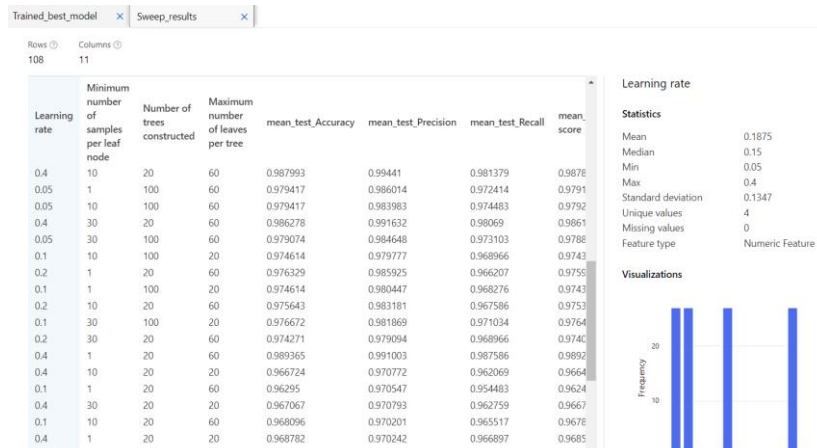 Trained_best_model × Sweep_results ×
Rows Columns
108 11
Learning rate Minimum number of samples per leaf node Number of trees constructed Maximum number of leaves per tree mean_test_Accuracy mean_test_Precision mean_test_Recall mean_ score
0.4 10 20 60 0.987993 0.99441 0.981379 0.9878
0.05 1 100 60 0.979417 0.986014 0.972414 0.9791
0.05 10 100 60 0.979417 0.983983 0.974483 0.9792
0.4 30 20 60 0.986278 0.991632 0.98069 0.9861
0.05 30 100 60 0.979074 0.984648 0.973103 0.9788
0.1 10 100 20 0.974614 0.979777 0.968966 0.9743
0.2 1 20 60 0.976329 0.985925 0.966207 0.9759
0.1 1 100 20 0.974614 0.980447 0.968276 0.9743
0.2 10 20 60 0.975643 0.983181 0.967586 0.9753
0.1 30 100 20 0.976672 0.981869 0.971034 0.9764
0.2 30 20 60 0.974271 0.979094 0.968966 0.974
0.4 1 20 60 0.989365 0.991003 0.987586 0.9892
0.4 10 20 20 0.966724 0.970772 0.962069 0.9664
0.1 1 20 60 0.96295 0.970547 0.954483 0.9624
0.4 30 20 20 0.967067 0.970793 0.962759 0.9667
0.1 10 20 60 0.968096 0.970201 0.965517 0.9678
0.4 1 20 20 0.968782 0.970242 0.966897 0.9685
Learning rate
Statistics
Mean 0.1875
Median 0.15
Min 0.05
Max 0.4
Standard deviation 0.1347
Unique values 4
Missing values 0
Feature type Numeric Feature
Visualizations
20
Frequency
10